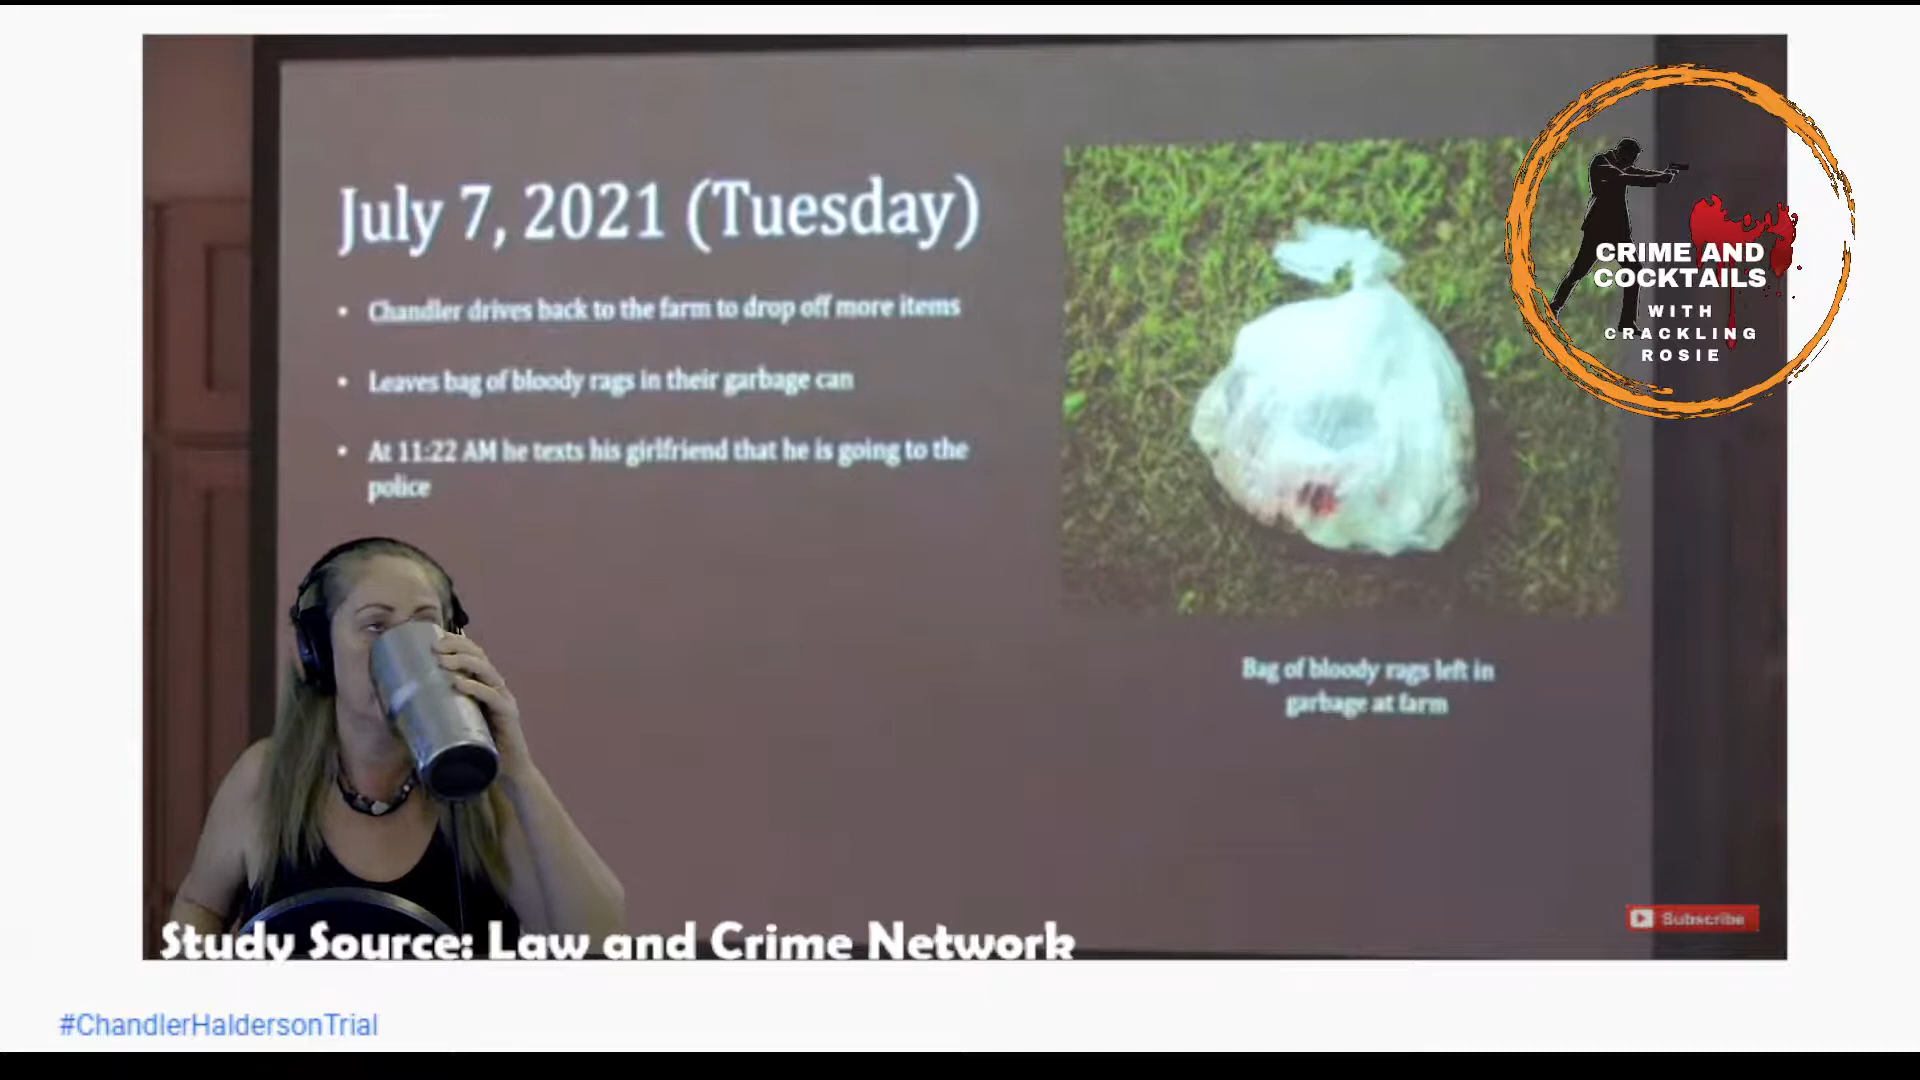 July 7, 2021 (Tuesday)
• Chandler drives back to the farm to drop off more items
• Leaves bag of bloody rags in their garbage can
• At 11:22 AM he texts his girlfriend that he is going to the
police
Bag of bloody rags left in
garbage at farm
CRIME AND
COCKTAILS
WITH
CRACKLING
ROSIE
Subscribe
Study Source: Law and Crime Network
#ChandlerHaldersonTrial